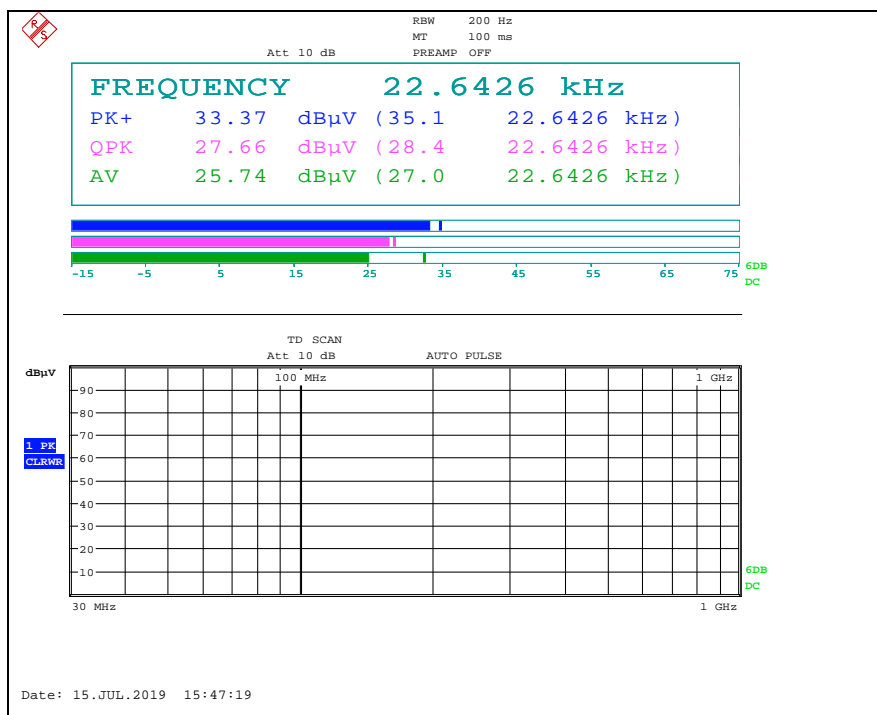 R S
RBW 200 Hz
MT 100 ms
Att 10 dB PREAMP OFF
FREQUENCY 22.6426 kHz
PK+ 33.37 dBµV (35.1 22.6426 kHz)
QPK 27.66 dBµV (28.4 22.6426 kHz)
AV 25.74 dBµV (27.0 22.6426 kHz)
-15 -5 5 15 25 35 45 55 65 75
6DB
DC
TD SCAN
Att 10 dB AUTO PULSE
dBµV
100 MHz 1 GHz
90
80
70
1 PK
CLRWR
60
50
40
30
20
10
6DB
DC
30 MHz 1 GHz
Date: 15.JUL.2019 15:47:19